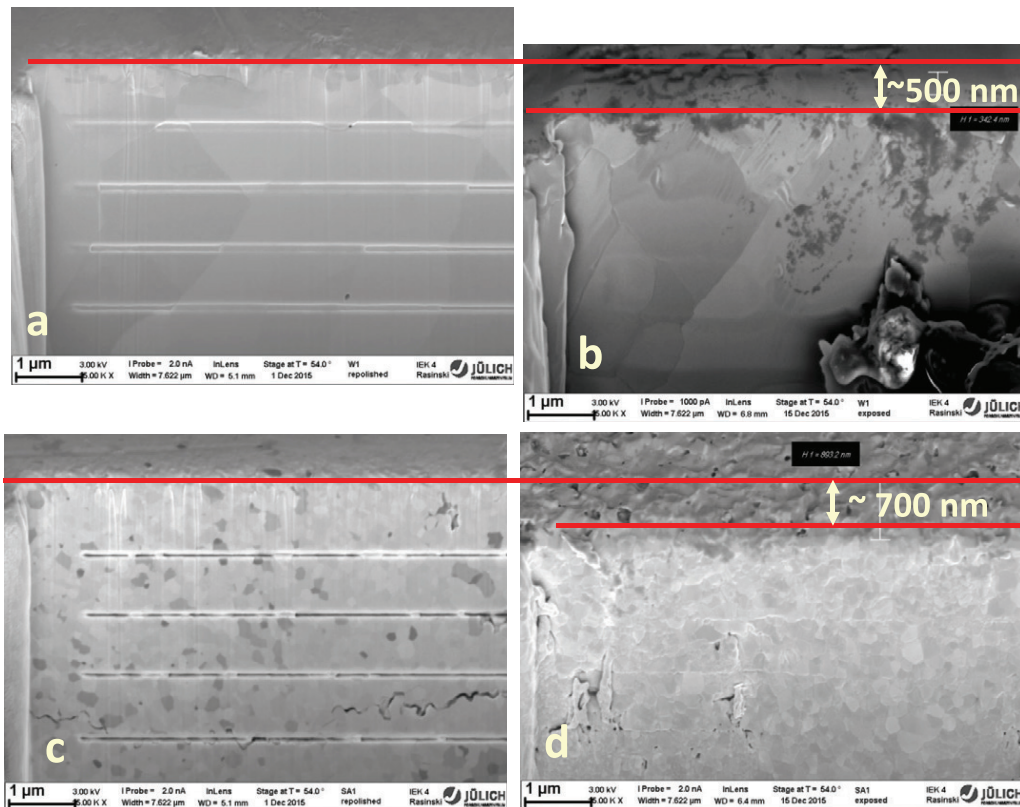 ~500 nm
H 1 = 342.4 nm
a
b
1 µm
3.00 kV
I Probe = 2.0 nA
InLens
Stage at T = 54.0 °
W1
IEK 4
JÜLICH
5.00 K X
Width = 7.622 µm
WD = 5.1 mm
1 Dec 2015
repolished
Rasinski
1 µm
3.00 kV
I Probe = 1000 pA
InLens
Stage at T = 54.0 °
W1
IEK 4
JÜLICH
5.00 K X
Width = 7.622 µm
WD = 6.8 mm
15 Dec 2015
exposed
Rasinski
H 1 = 893.2 nm
~ 700 nm
c
d
1 µm
3.00 kV
I Probe = 2.0 nA
InLens
Stage at T = 54.0 °
SA1
IEK 4
JÜLICH
5.00 K X
Width = 7.622 µm
WD = 5.1 mm
1 Dec 2015
repolished
Rasinski
1 µm
3.00 kV
I Probe = 2.0 nA
InLens
Stage at T = 54.0 °
SA1
IEK 4
JÜLICH
5.00 K X
Width = 7.622 µm
WD = 6.4 mm
15 Dec 2015
exposed
Rasinski